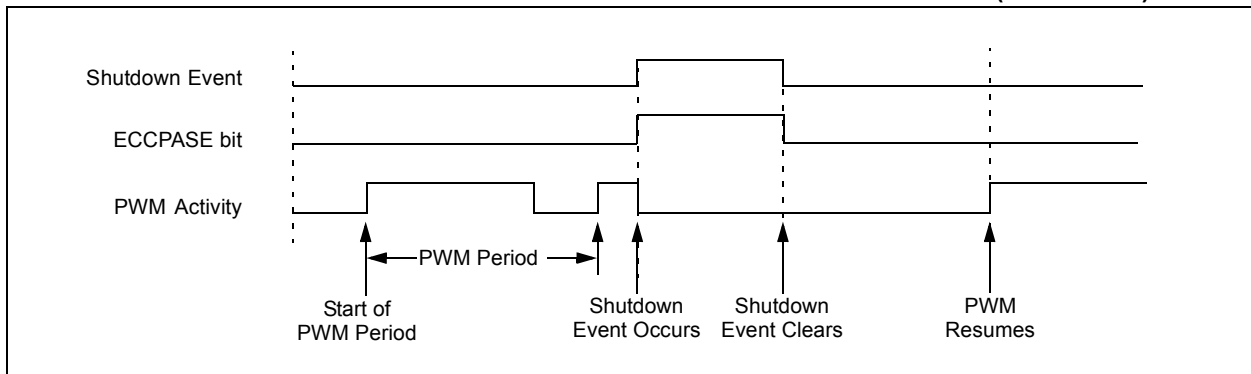 Shutdown Event
ECCPASE bit
PWM Activity
PWM Period
Start of
PWM Period
Shutdown
Event Occurs
Shutdown
Event Clears
PWM
Resumes